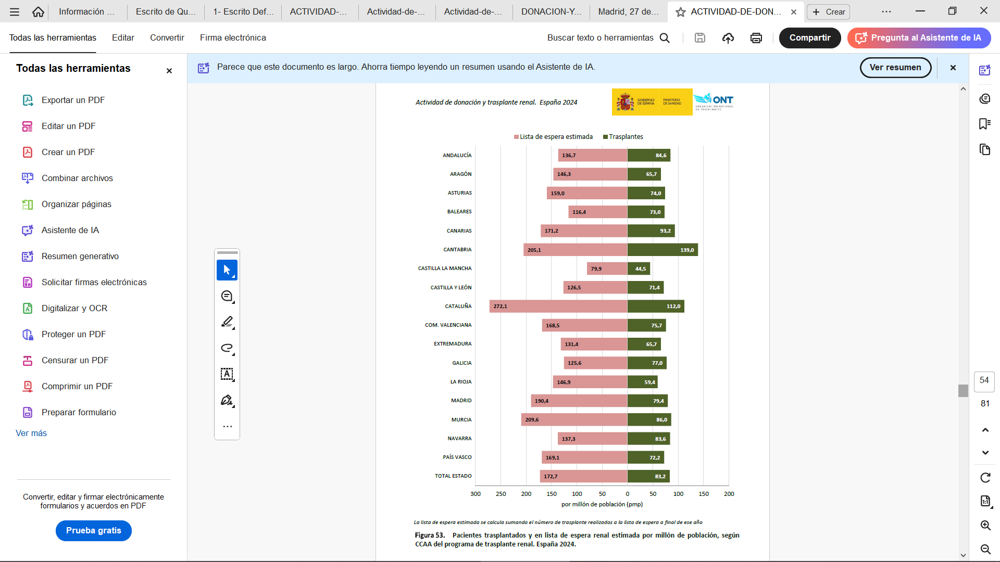 Información ...
Escrito de Qu...
1- Escrito Def...
ACTIVIDAD-...
Actividad-de-...
Actividad-de-...
DONACION-Y...
Madrid, 27 de...
ACTIVIDAD-DE-DON...
Crear
Todas las herramientas
Editar
Convertir
Firma electrónica
Buscar texto o herramientas
Compartir
Pregunta al Asistente de IA
Todas las herramientas
Parece que este documento es largo. Ahorra tiempo leyendo un resumen usando el Asistente de IA.
Ver resumen
Exportar un PDF
Editar un PDF
Crear un PDF
Combinar archivos
Organizar páginas
Asistente de IA
Resumen generativo
Solicitar firmas electrónicas
Digitalizar y OCR
Proteger un PDF
Censurar un PDF
Comprimir un PDF
Preparar formulario
Ver más
Convertir, editar y firmar electrónicamente
formularios y acuerdos en PDF
Prueba gratis
Actividad de donación y trasplante renal. España 2024
GOBIERNO
DE ESPAÑA
MINISTERIO
DE SANIDAD
ONT
ORGANIZACIÓN NACIONAL
DE TRASPLANTES
Lista de espera estimada Trasplantes
ANDALUCÍA 136,7 84,6
ARAGÓN 146,3 65,7
ASTURIAS 159,0 74,0
BALEARES 116,4 73,0
CANARIAS 171,2 93,2
CANTABRIA 205,1 139,0
CASTILLA LA MANCHA 79,9 44,5
CASTILLA Y LEÓN 126,5 71,4
CATALUÑA 272,1 112,0
COM. VALENCIANA 168,5 75,7
EXTREMADURA 131,4 65,7
GALICIA 125,6 77,0
LA RIOJA 146,9 59,4
MADRID 190,4 79,4
MURCIA 209,6 86,0
NAVARRA 137,3 83,6
PAÍS VASCO 169,1 72,2
TOTAL ESTADO 172,7 83,2
300 250 200 150 100 50 0 50 100 150 200
por millón de población (pmp)
La lista de espera estimada se calcula sumando el número de trasplante realizados a la lista de espera a final de ese año
Figura 53. Pacientes trasplantados y en lista de espera renal estimada por millón de población, según
CCAA del programa de trasplante renal. España 2024.
54
81
1:1